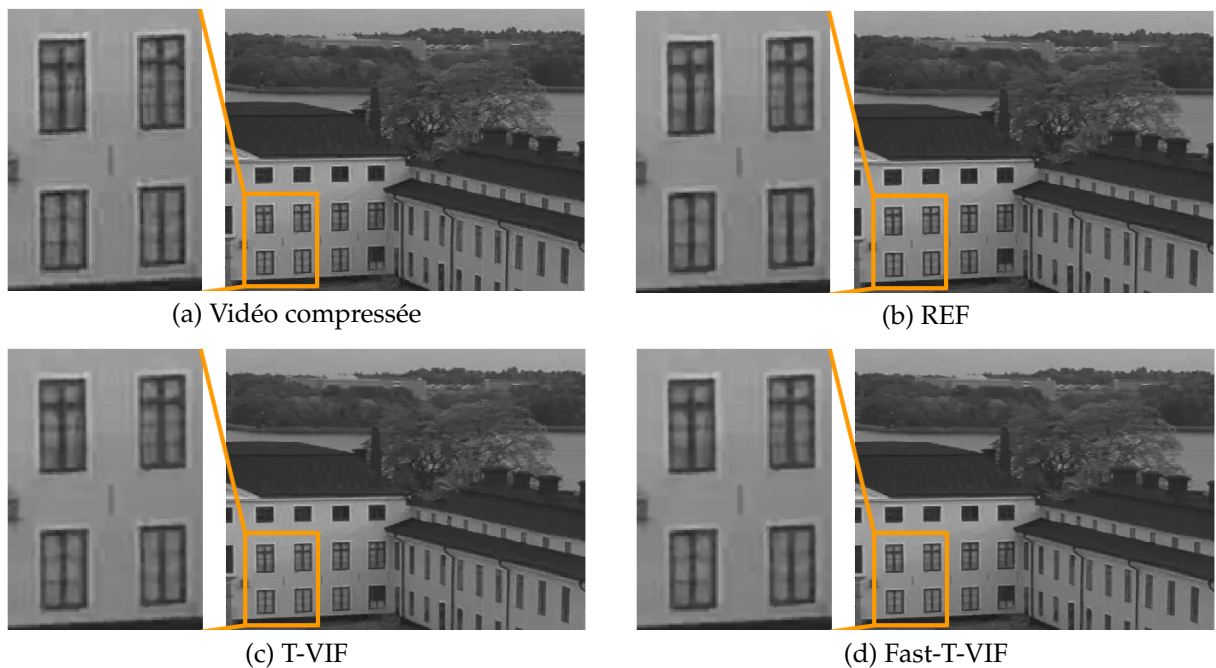 (a) Vidéo compressée
(b) REF
(c) T-VIF
(d) Fast-T-VIF